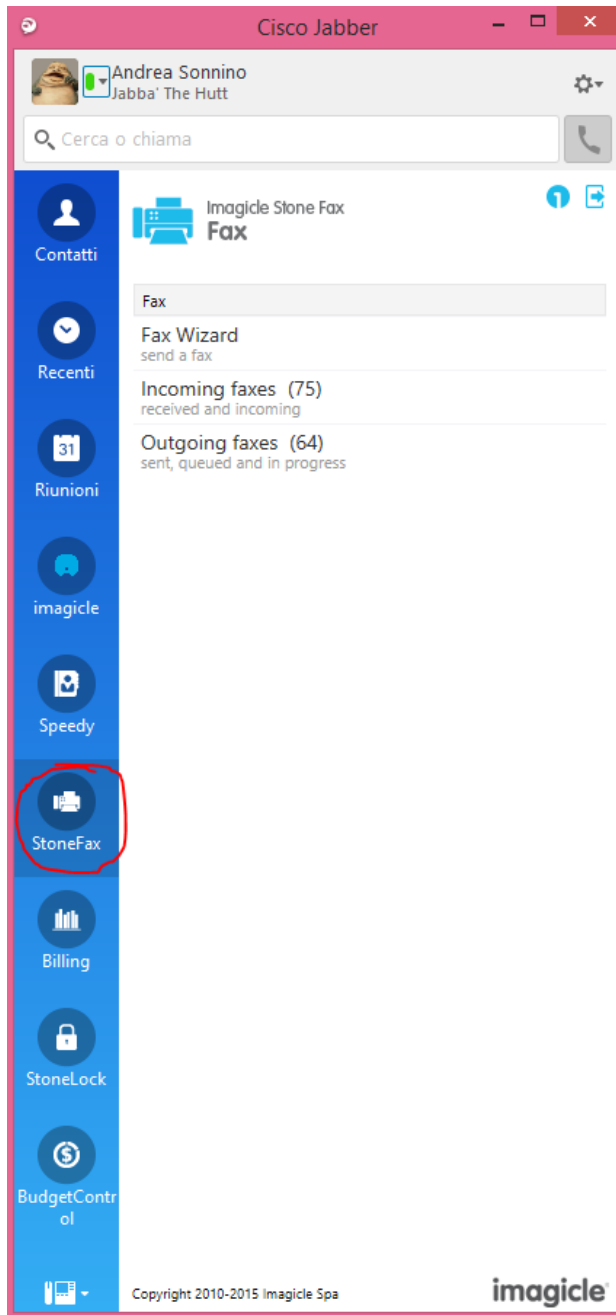 Cisco Jabber
Andrea Sonnino
Jabba' The Hutt
Cerca o chiama
Contatti
Recenti
31
Riunioni
imagicle
Speedy
StoneFax
Billing
StoneLock
BudgetContr
ol
Imagicle Stone Fax
Fax
Fax
Fax Wizard
send a fax
Incoming faxes (75)
received and incoming
Outgoing faxes (64)
sent, queued and in progress
Copyright 2010-2015 Imagicle Spa
imagicle